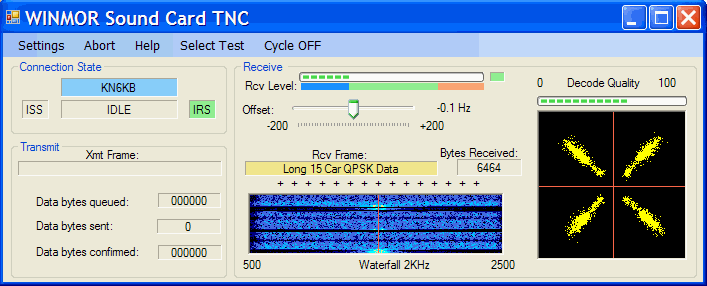 WINMOR Sound Card TNC
Settings Abort Help Select Test Cycle OFF
Connection State
KN6KB
ISS IDLE IRS
Transmit
Xmt Frame:
Data bytes queued: 000000
Data bytes sent: 0
Data bytes confirmed: 000000
Receive
Rcv Level:
Offset: -0.1 Hz
-200 +200
Rcv Frame: Bytes Received:
Long 15 Car QPSK Data 6464
+ + + + + + + + + + + + + + +
500 Waterfall 2KHz 2500
0 Decode Quality 100